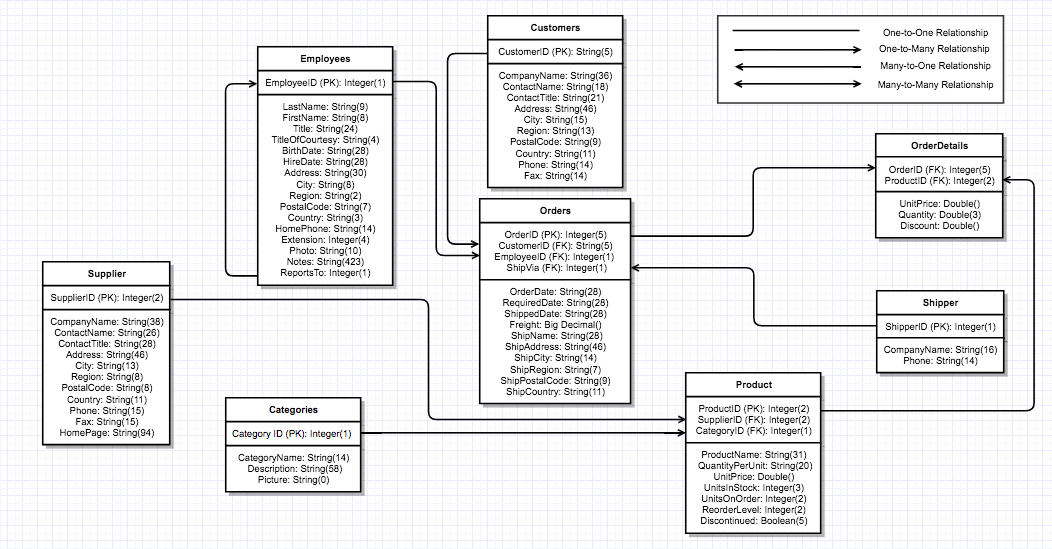 Customers
CustomerID (PK): String(5)
CompanyName: String(36)
ContactName: String(18)
ContactTitle: String(21)
Address: String(46)
City: String(15)
Region: String(13)
PostalCode: String(9)
Country: String(11)
Phone: String(14)
Fax: String(14)
One-to-One Relationship
One-to-Many Relationship
Many-to-One Relationship
Many-to-Many Relationship
Employees
EmployeeID (PK): Integer(1)
LastName: String(9)
FirstName: String(8)
Title: String(24)
TitleOfCourtesy: String(4)
BirthDate: String(28)
HireDate: String(28)
Address: String(30)
City: String(8)
Region: String(2)
PostalCode: String(7)
Country: String(3)
HomePhone: String(14)
Extension: Integer(4)
Photo: String(10)
Notes: String(423)
ReportsTo: Integer(1)
OrderDetails
OrderID (FK): Integer(5)
ProductID (FK): Integer(2)
UnitPrice: Double()
Quantity: Double(3)
Discount: Double()
Orders
OrderID (PK): Integer(5)
CustomerID (FK): String(5)
EmployeeID (FK): Integer(1)
ShipVia (FK): Integer(1)
OrderDate: String(28)
RequiredDate: String(28)
ShippedDate: String(28)
Freight: Big Decimal()
ShipName: String(28)
ShipAddress: String(46)
ShipCity: String(14)
ShipRegion: String(7)
ShipPostalCode: String(9)
ShipCountry: String(11)
Supplier
SupplierID (PK): Integer(2)
CompanyName: String(38)
ContactName: String(26)
ContactTitle: String(28)
Address: String(46)
City: String(13)
Region: String(8)
PostalCode: String(8)
Country: String(11)
Phone: String(15)
Fax: String(15)
HomePage: String(94)
Shipper
ShipperID (PK): Integer(1)
CompanyName: String(16)
Phone: String(14)
Categories
Category ID (PK): Integer(1)
CategoryName: String(14)
Description: String(58)
Picture: String(0)
Product
ProductID (PK): Integer(2)
SupplierID (FK): Integer(2)
CategoryID (FK): Integer(1)
ProductName: String(31)
QuantityPerUnit: String(20)
UnitPrice: Double()
UnitsInStock: Integer(3)
UnitsOnOrder: Integer(2)
ReorderLevel: Integer(2)
Discontinued: Boolean(5)